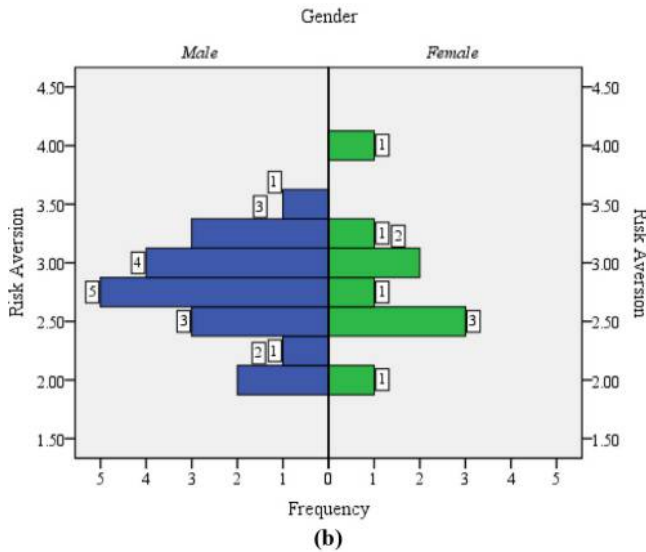 Gender
Male Female
4.50 4.50
4.00 1 4.00
1
3.50 3 3.50
1 2
3.00 4 3.00
5 1
2.50 3 3 2.50
2 1
2.00 1 2.00
1.50 1.50
Risk Aversion
Risk Aversion
5 4 3 2 1 0 1 2 3 4 5
Frequency
(b)